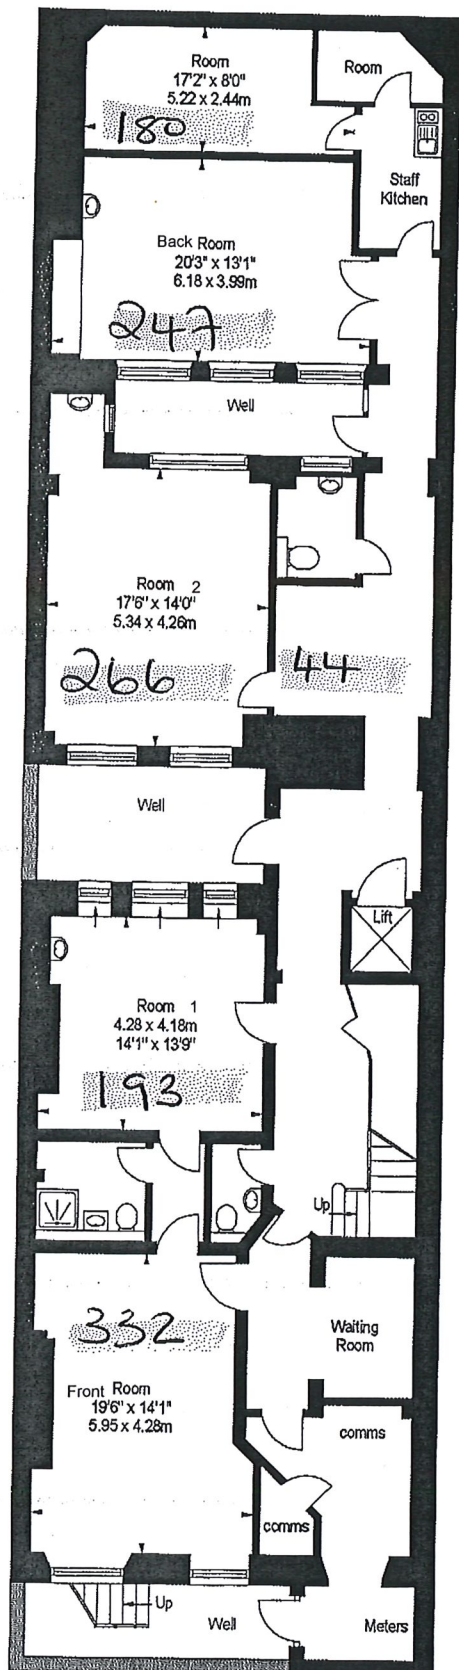 Room
17'2" x 8'0"
5.22 x 2.44m
180
Room
Staff
Kitchen
Back Room
20'3" x 13'1"
6.18 x 3.99m
247
Well
Room 2
17'6" x 14'0"
5.34 x 4.26m
266
44
Well
Lift
Room 1
4.28 x 4.18m
14'1" x 13'9"
193
Up
332
Waiting
Room
Front Room
19'6" x 14'1"
5.95 x 4.28m
comms
comms
Up
Well
Meters